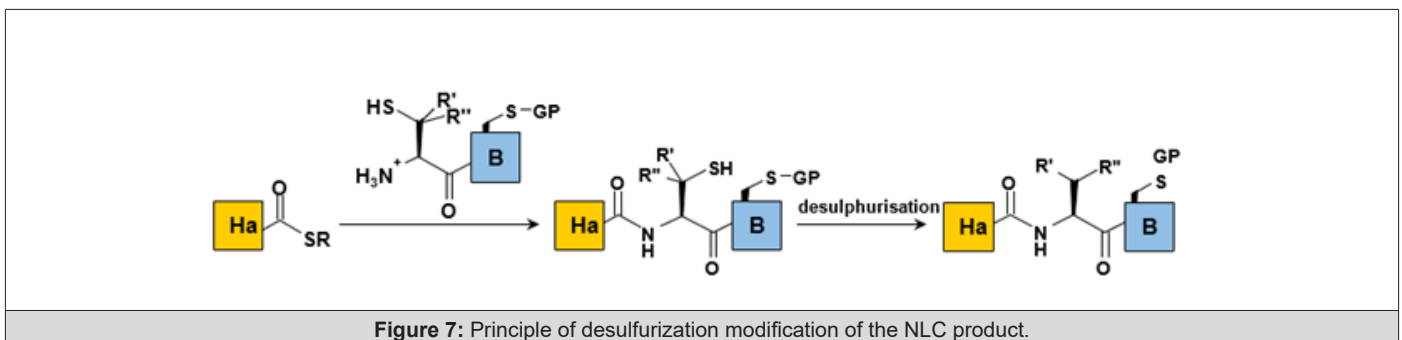 HS R' R" S-GP
H₃N⁺ B
O
Ha O SR
O R" R' SH S-GP
Ha N H O B
desulphurisation
O R' R" GP S
Ha N H O B
Figure 7: Principle of desulfurization modification of the NLC product.